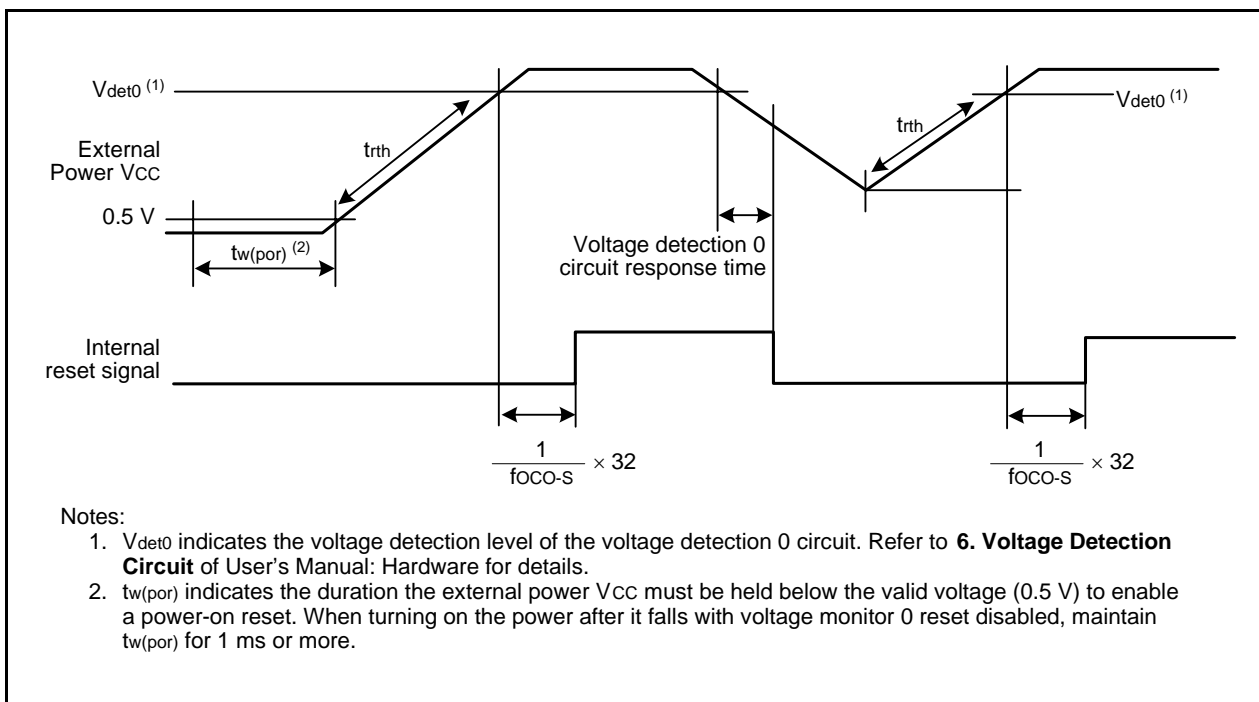 Vdet0 (1)
Vdet0 (1)
trth
trth
External
Power VCC
0.5 V
tw(por) (2)
Voltage detection 0
circuit response time
Internal
reset signal
1
fOCO-S
× 32
1
fOCO-S
× 32
Notes:
1. Vdet0 indicates the voltage detection level of the voltage detection 0 circuit. Refer to 6. Voltage Detection
Circuit of User's Manual: Hardware for details.
2. tw(por) indicates the duration the external power VCC must be held below the valid voltage (0.5 V) to enable
a power-on reset. When turning on the power after it falls with voltage monitor 0 reset disabled, maintain
tw(por) for 1 ms or more.